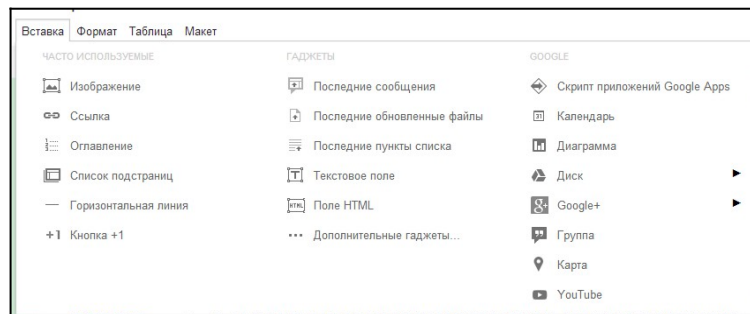 Вставка Формат Таблица Макет
ЧАСТО ИСПОЛЬЗУЕМЫЕ
Изображение
Ссылка
Оглавление
Список подстраниц
Горизонтальная линия
+1 Кнопка +1
ГАДЖЕТЫ
Последние сообщения
Последние обновленные файлы
Последние пункты списка
T Текстовое поле
HTML Поле HTML
Дополнительные гаджеты...
GOOGLE
Скрипт приложений Google Apps
31 Календарь
Диаграмма
Диск
g+ Google+
Группа
Карта
YouTube